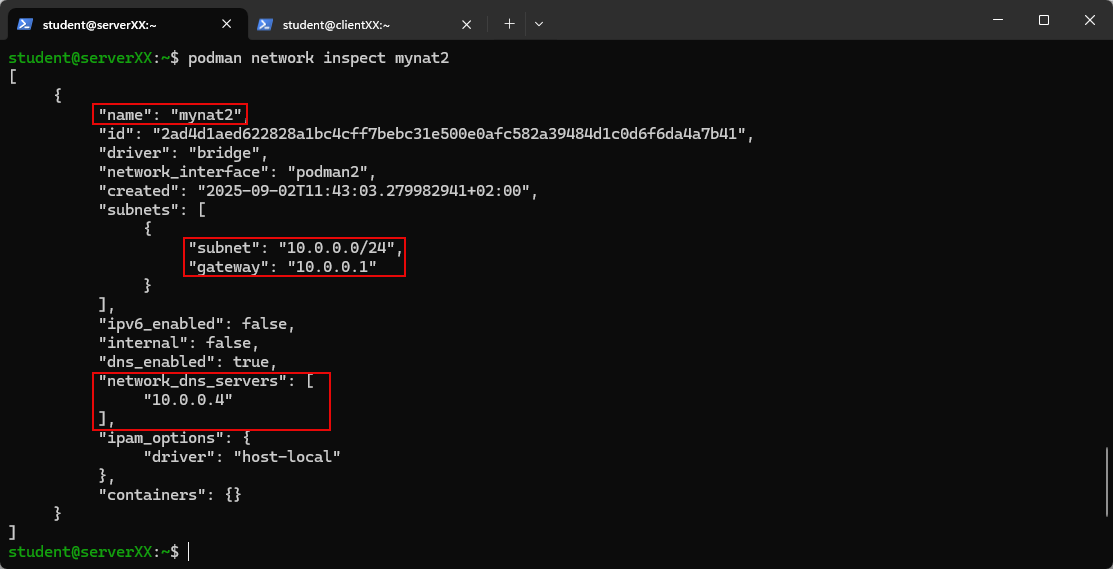 student@serverXX:~
student@clientXX:~
student@serverXX:~$ podman network inspect mynat2
[
     {
          "name": "mynat2",
          "id": "2ad4d1aed622828a1bc4cff7bebc31e500e0afc582a39484d1c0d6f6da4a7b41",
          "driver": "bridge",
          "network_interface": "podman2",
          "created": "2025-09-02T11:43:03.279982941+02:00",
          "subnets": [
               {
                    "subnet": "10.0.0.0/24",
                    "gateway": "10.0.0.1"
               }
          ],
          "ipv6_enabled": false,
          "internal": false,
          "dns_enabled": true,
          "network_dns_servers": [
               "10.0.0.4"
          ],
          "ipam_options": {
               "driver": "host-local"
          },
          "containers": {}
     }
]
student@serverXX:~$